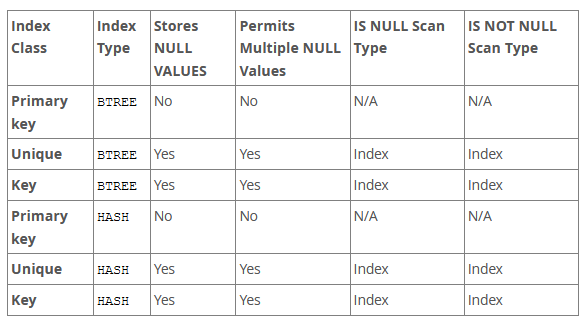 Index Class | Index Type | Stores NULL VALUES | Permits Multiple NULL Values | IS NULL Scan Type | IS NOT NULL Scan Type
Primary key | BTREE | No | No | N/A | N/A
Unique | BTREE | Yes | Yes | Index | Index
Key | BTREE | Yes | Yes | Index | Index
Primary key | HASH | No | No | N/A | N/A
Unique | HASH | Yes | Yes | Index | Index
Key | HASH | Yes | Yes | Index | Index